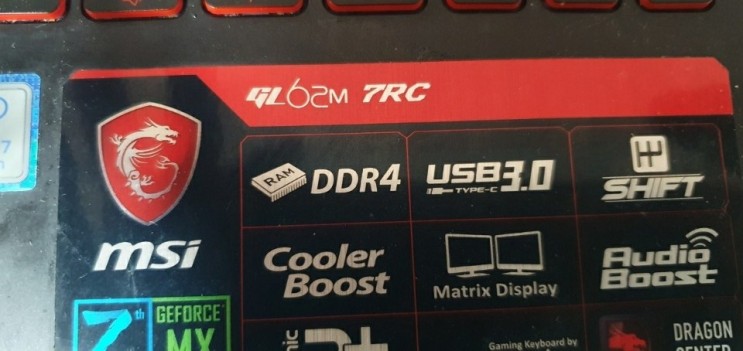 GL62M 7RC
RAM DDR4
USB3.0
TYPE-C
SHIFT
msi
Cooler
Boost
Matrix Display
Audio
Boost
7th
GEFORCE
MX
Gaming Keyboard by
DRAGON
CENTER